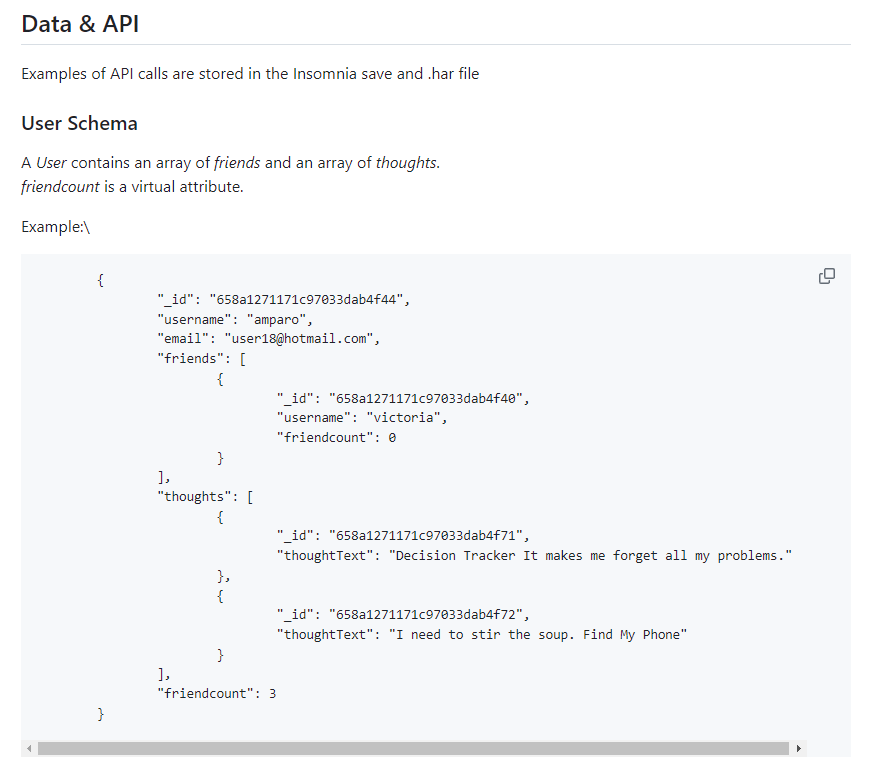 Data & API
Examples of API calls are stored in the Insomnia save and .har file
User Schema
A User contains an array of friends and an array of thoughts.
friendcount is a virtual attribute.
Example:\
{
"_id": "658a1271171c97033dab4f44",
"username": "amparo",
"email": "user18@hotmail.com",
"friends": [
{
"_id": "658a1271171c97033dab4f40",
"username": "victoria",
"friendcount": 0
}
],
"thoughts": [
{
"_id": "658a1271171c97033dab4f71",
"thoughtText": "Decision Tracker It makes me forget all my problems."
},
{
"_id": "658a1271171c97033dab4f72",
"thoughtText": "I need to stir the soup. Find My Phone"
}
],
"friendcount": 3
}